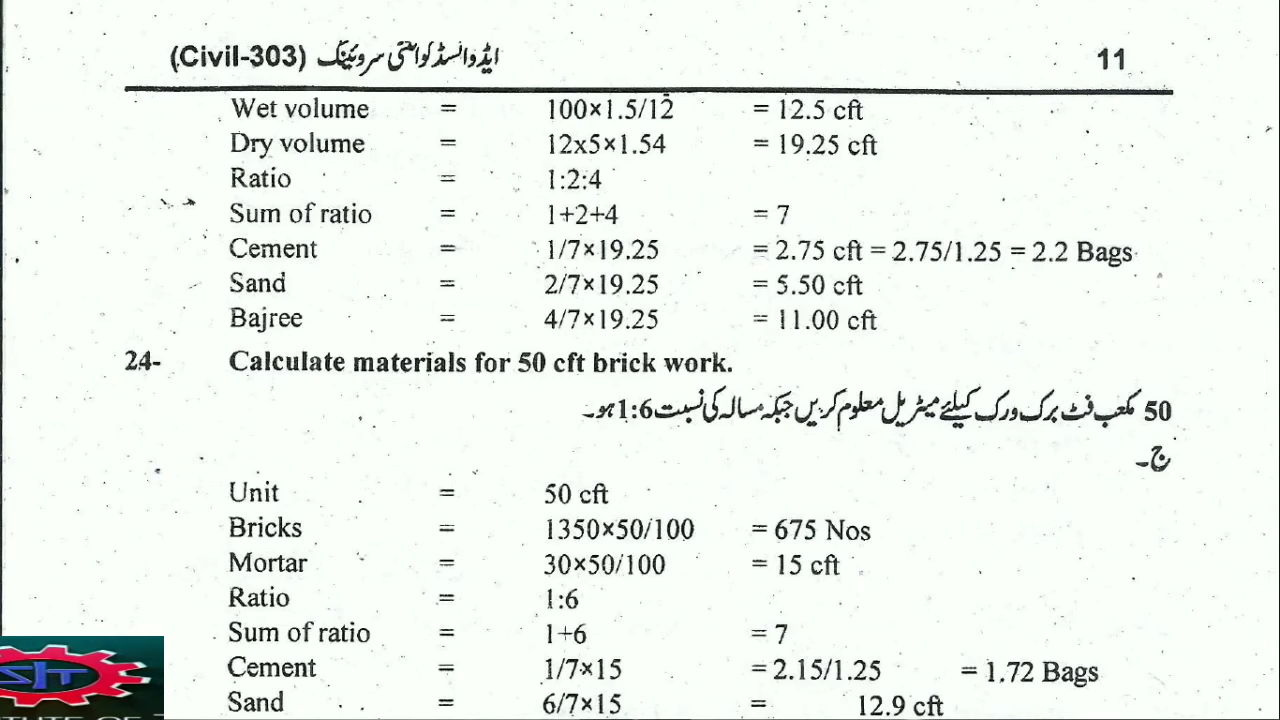 ایڈوانسڈ کوانٹٹی سروئینگ (Civil-303) 11
Wet volume = 100×1.5/12 = 12.5 cft
Dry volume = 12x5×1.54 = 19.25 cft
Ratio = 1:2:4
Sum of ratio = 1+2+4 = 7
Cement = 1/7×19.25 = 2.75 cft = 2.75/1.25 = 2.2 Bags
Sand = 2/7×19.25 = 5.50 cft
Bajree = 4/7×19.25 = 11.00 cft
24- Calculate materials for 50 cft brick work.
50 مکعب فٹ برک ورک کیلئے میٹریل معلوم کریں جبکہ مسالہ کی نسبت 1:6 ہو۔
ج۔
Unit = 50 cft
Bricks = 1350×50/100 = 675 Nos
Mortar = 30×50/100 = 15 cft
Ratio = 1:6
Sum of ratio = 1+6 = 7
Cement = 1/7×15 = 2.15/1.25 = 1.72 Bags
Sand = 6/7×15 = 12.9 cft